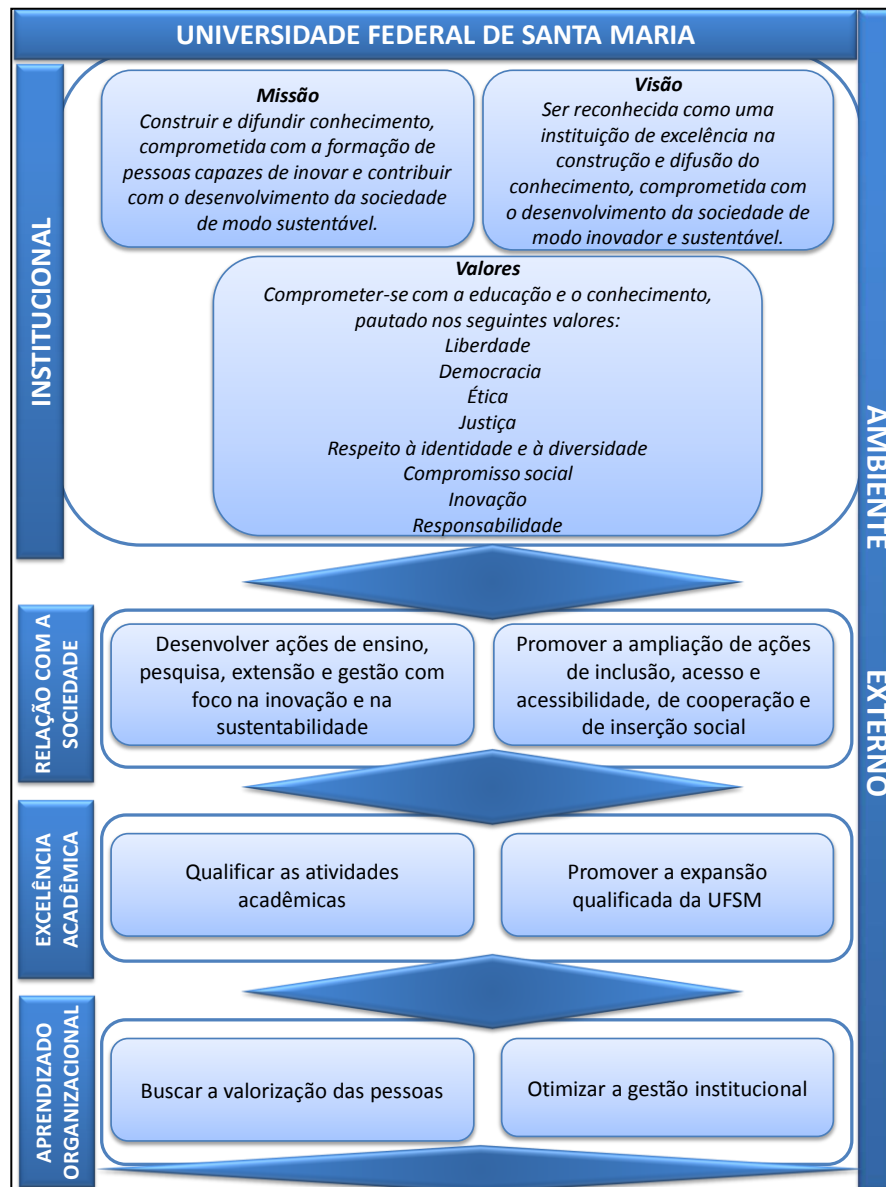 UNIVERSIDADE FEDERAL DE SANTA MARIA
INSTITUCIONAL
Missão
Construir e difundir conhecimento,
comprometida com a formação de
pessoas capazes de inovar e contribuir
com o desenvolvimento da sociedade
de modo sustentável.
Visão
Ser reconhecida como uma
instituição de excelência na
construção e difusão do
conhecimento, comprometida com
o desenvolvimento da sociedade de
modo inovador e sustentável.
Valores
Comprometer-se com a educação e o conhecimento,
pautado nos seguintes valores:
Liberdade
Democracia
Ética
Justiça
Respeito à identidade e à diversidade
Compromisso social
Inovação
Responsabilidade
AMBIENTE EXTERNO
RELAÇÃO COM A
SOCIEDADE
Desenvolver ações de ensino,
pesquisa, extensão e gestão com
foco na inovação e na
sustentabilidade
Promover a ampliação de ações
de inclusão, acesso e
acessibilidade, de cooperação e
de inserção social
EXCELÊNCIA
ACADÊMICA
Qualificar as atividades
acadêmicas
Promover a expansão
qualificada da UFSM
APRENDIZADO
ORGANIZACIONAL
Buscar a valorização das pessoas
Otimizar a gestão institucional